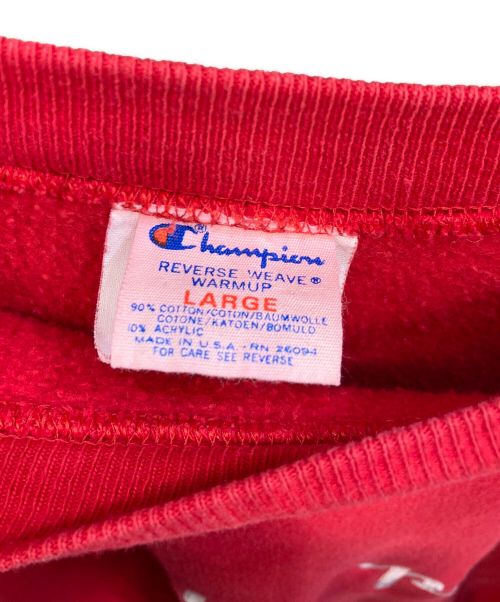 Champion®
REVERSE WEAVE®
WARMUP
LARGE
90% COTTON/COTON/BAUMWOLLE
COTONE/KATOEN/BOMULD
10% ACRYLIC
MADE IN U.S.A. - RN 26094
FOR CARE SEE REVERSE